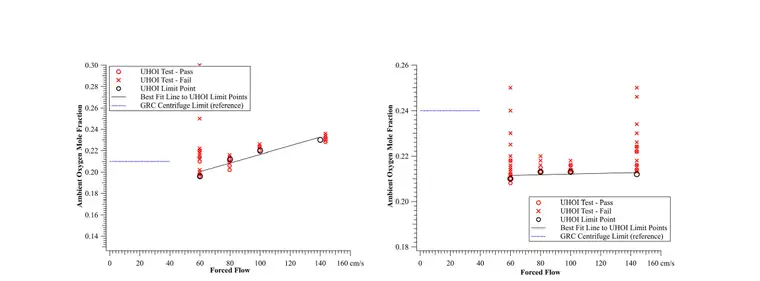 0.30
0.28
0.26
0.24
0.22
0.20
0.18
0.16
0.14
Ambient Oxygen Mole Fraction
UHOI Test - Pass
UHOI Test - Fail
UHOI Limit Point
Best Fit Line to UHOI Limit Points
GRC Centrifuge Limit (reference)
0 20 40 60 80 100 120 140 160 cm/s
Forced Flow
0.26
0.24
0.22
0.20
0.18
Ambient Oxygen Mole Fraction
UHOI Test - Pass
UHOI Test - Fail
UHOI Limit Point
Best Fit Line to UHOI Limit Points
GRC Centrifuge Limit (reference)
0 20 40 60 80 100 120 140 160 cm/s
Forced Flow